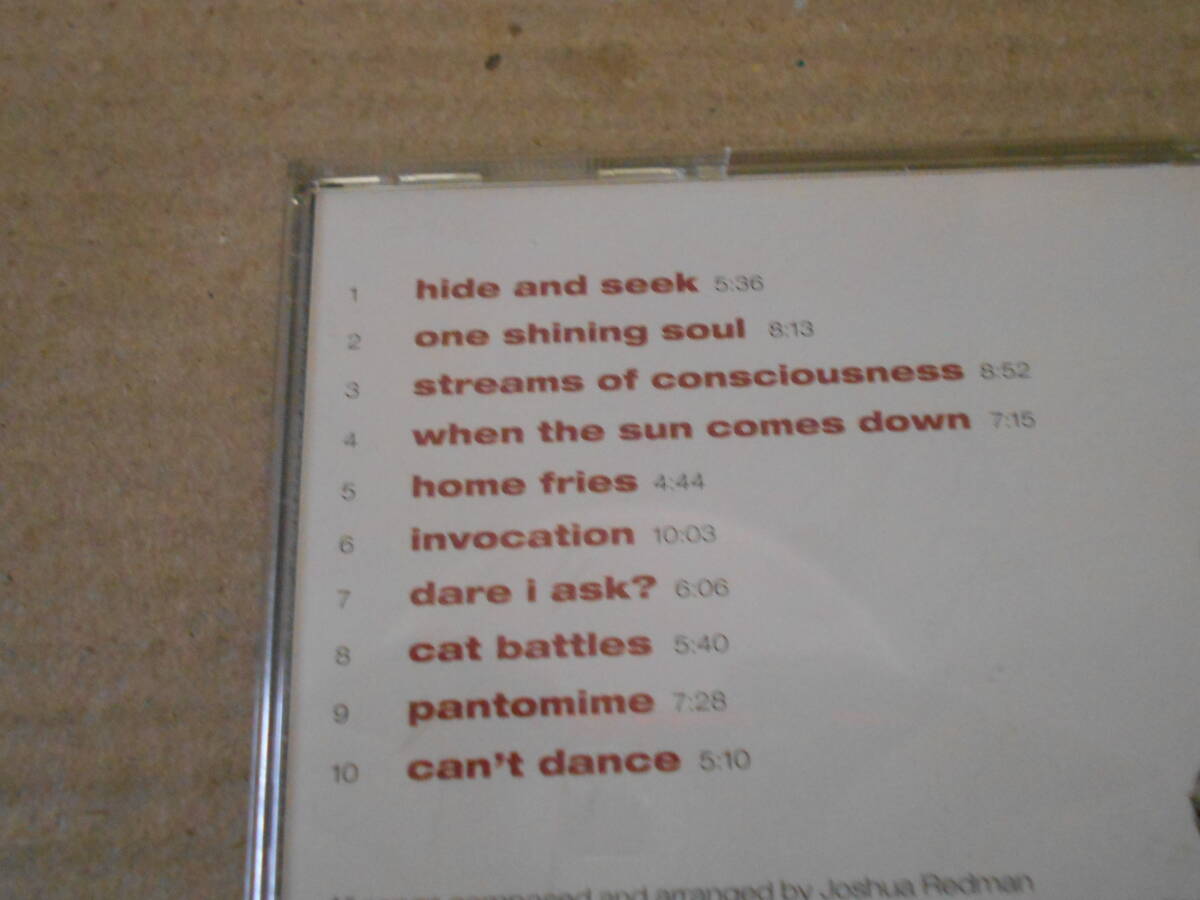 1 hide and seek 5:36
2 one shining soul 8:13
3 streams of consciousness 8:52
4 when the sun comes down 7:15
5 home fries 4:44
6 invocation 10:03
7 dare i ask? 6:06
8 cat battles 5:40
9 pantomime 7:28
10 can't dance 5:10
composed and arranged by Joshua Redman